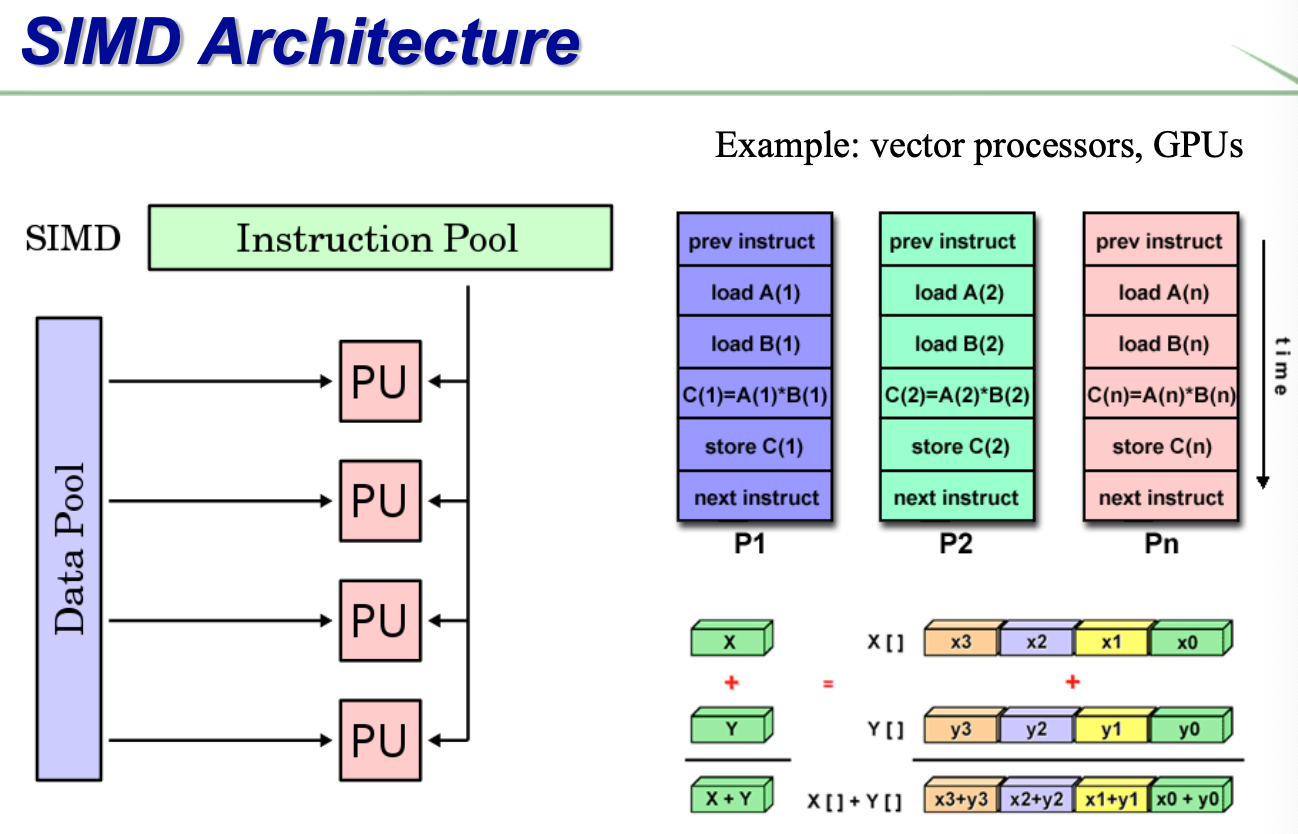 SIMD Architecture
Example: vector processors, GPUs
SIMD
Instruction Pool
Data Pool
PU
PU
PU
PU
prev instruct
load A(1)
load B(1)
C(1)=A(1)*B(1)
store C(1)
next instruct
P1
prev instruct
load A(2)
load B(2)
C(2)=A(2)*B(2)
store C(2)
next instruct
P2
prev instruct
load A(n)
load B(n)
C(n)=A(n)*B(n)
store C(n)
next instruct
Pn
time
X
+
Y
X + Y
=
X [ ] x3 x2 x1 x0
+
Y [ ] y3 y2 y1 y0
X [ ] + Y [ ] x3+y3 x2+y2 x1+y1 x0 + y0